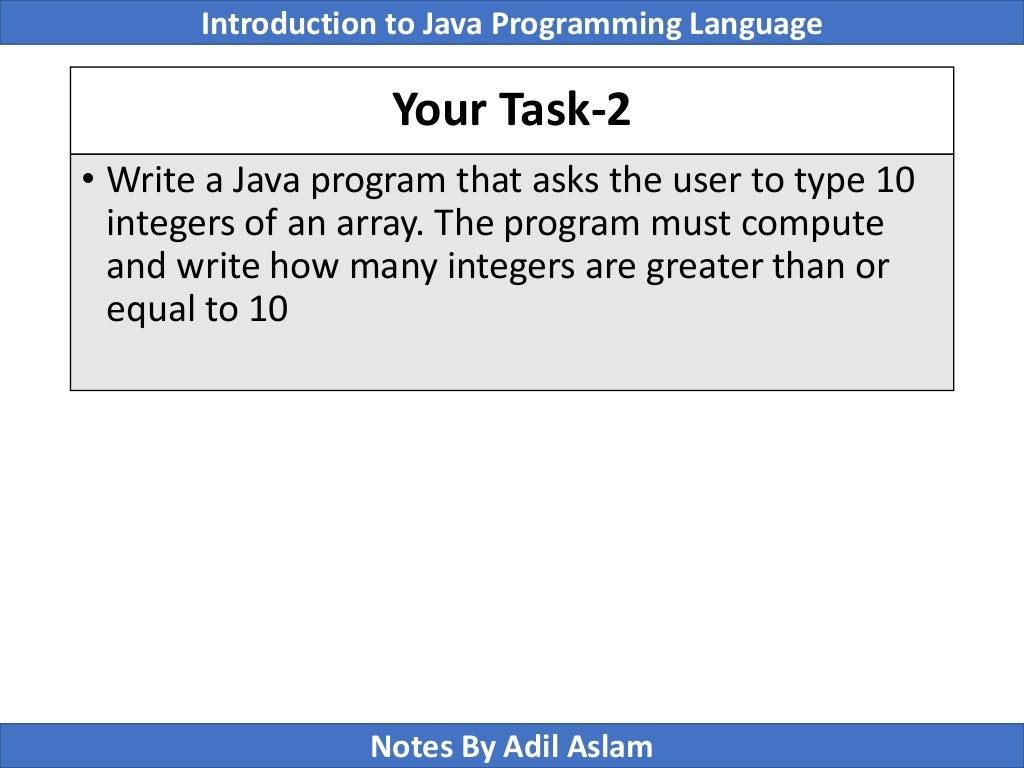 Introduction to Java Programming Language
Your Task-2
• Write a Java program that asks the user to type 10
integers of an array. The program must compute
and write how many integers are greater than or
equal to 10
Notes By Adil Aslam